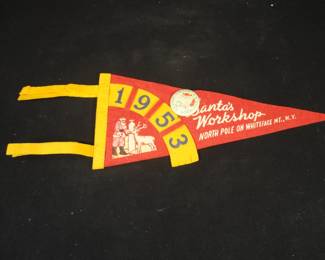 1953
Santa's
Workshop
NORTH POLE ON WHITEFACE MT., N.Y.